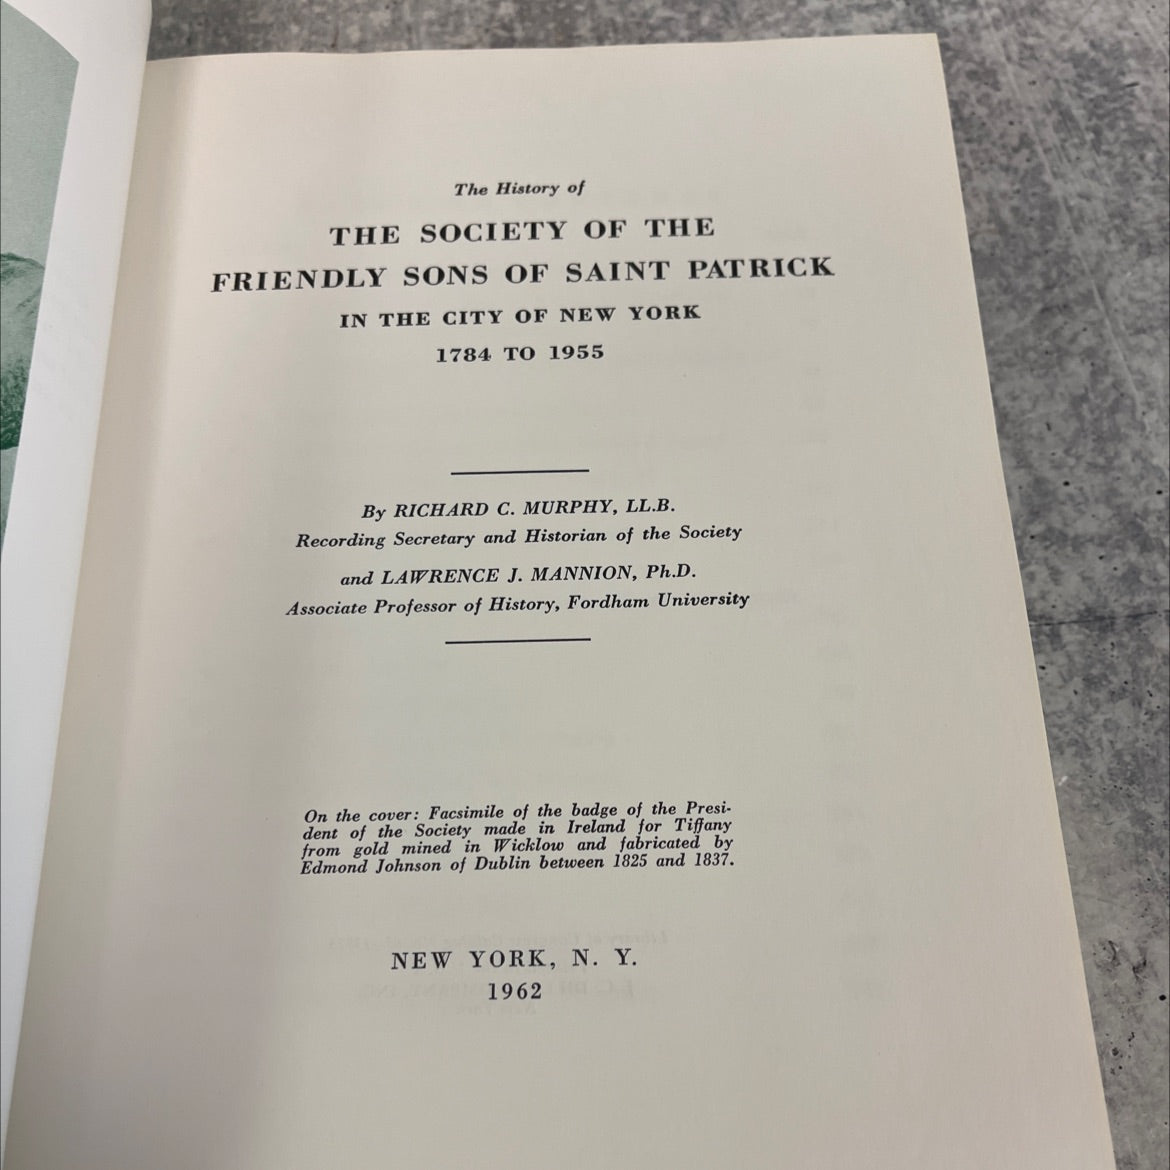 The History of
THE SOCIETY OF THE
FRIENDLY SONS OF SAINT PATRICK
IN THE CITY OF NEW YORK
1784 TO 1955
By RICHARD C. MURPHY, LL.B.
Recording Secretary and Historian of the Society
and LAWRENCE J. MANNION, Ph.D.
Associate Professor of History, Fordham University
On the cover: Facsimile of the badge of the Presi-
dent of the Society made in Ireland for Tiffany
from gold mined in Wicklow and fabricated by
Edmond Johnson of Dublin between 1825 and 1837.
NEW YORK, N. Y.
1962